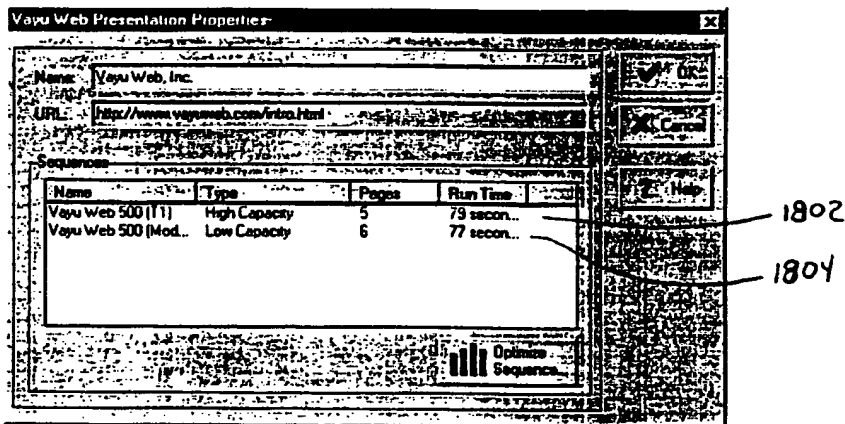 Vayu Web Presentation Properties
Name: Vayu Web, Inc.
OK
URL: http://www.vayuweb.com/intro.html
Cancel
Sequences
Help
Name Type Pages Run Time
Vayu Web 500 (T1) High Capacity 5 79 secon...
1802
Vayu Web 500 (Mod... Low Capacity 6 77 secon...
1804
Optimize
Sequence...